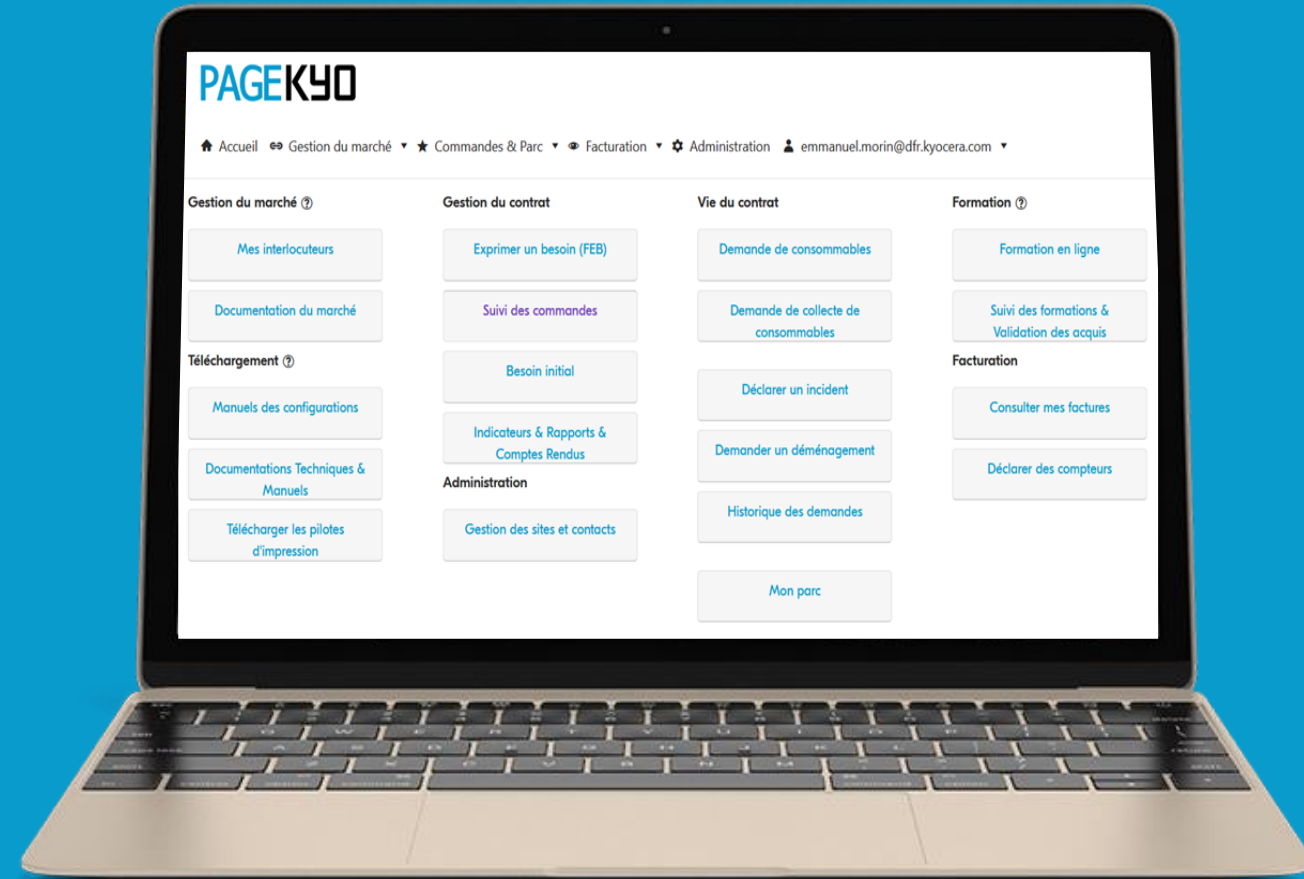 PAGEKYO
Accueil Gestion du marché Commandes & Parc Facturation Administration emmanuel.morin@dfr.kyocera.com
Gestion du marché
Mes interlocuteurs
Documentation du marché
Téléchargement
Manuels des configurations
Documentations Techniques &
Manuels
Télécharger les pilotes
d'impression
Gestion du contrat
Exprimer un besoin (FEB)
Suivi des commandes
Besoin initial
Indicateurs & Rapports &
Comptes Rendus
Administration
Gestion des sites et contacts
Vie du contrat
Demande de consommables
Demande de collecte de
consommables
Déclarer un incident
Demander un déménagement
Historique des demandes
Mon parc
Formation
Formation en ligne
Suivi des formations &
Validation des acquis
Facturation
Consulter mes factures
Déclarer des compteurs